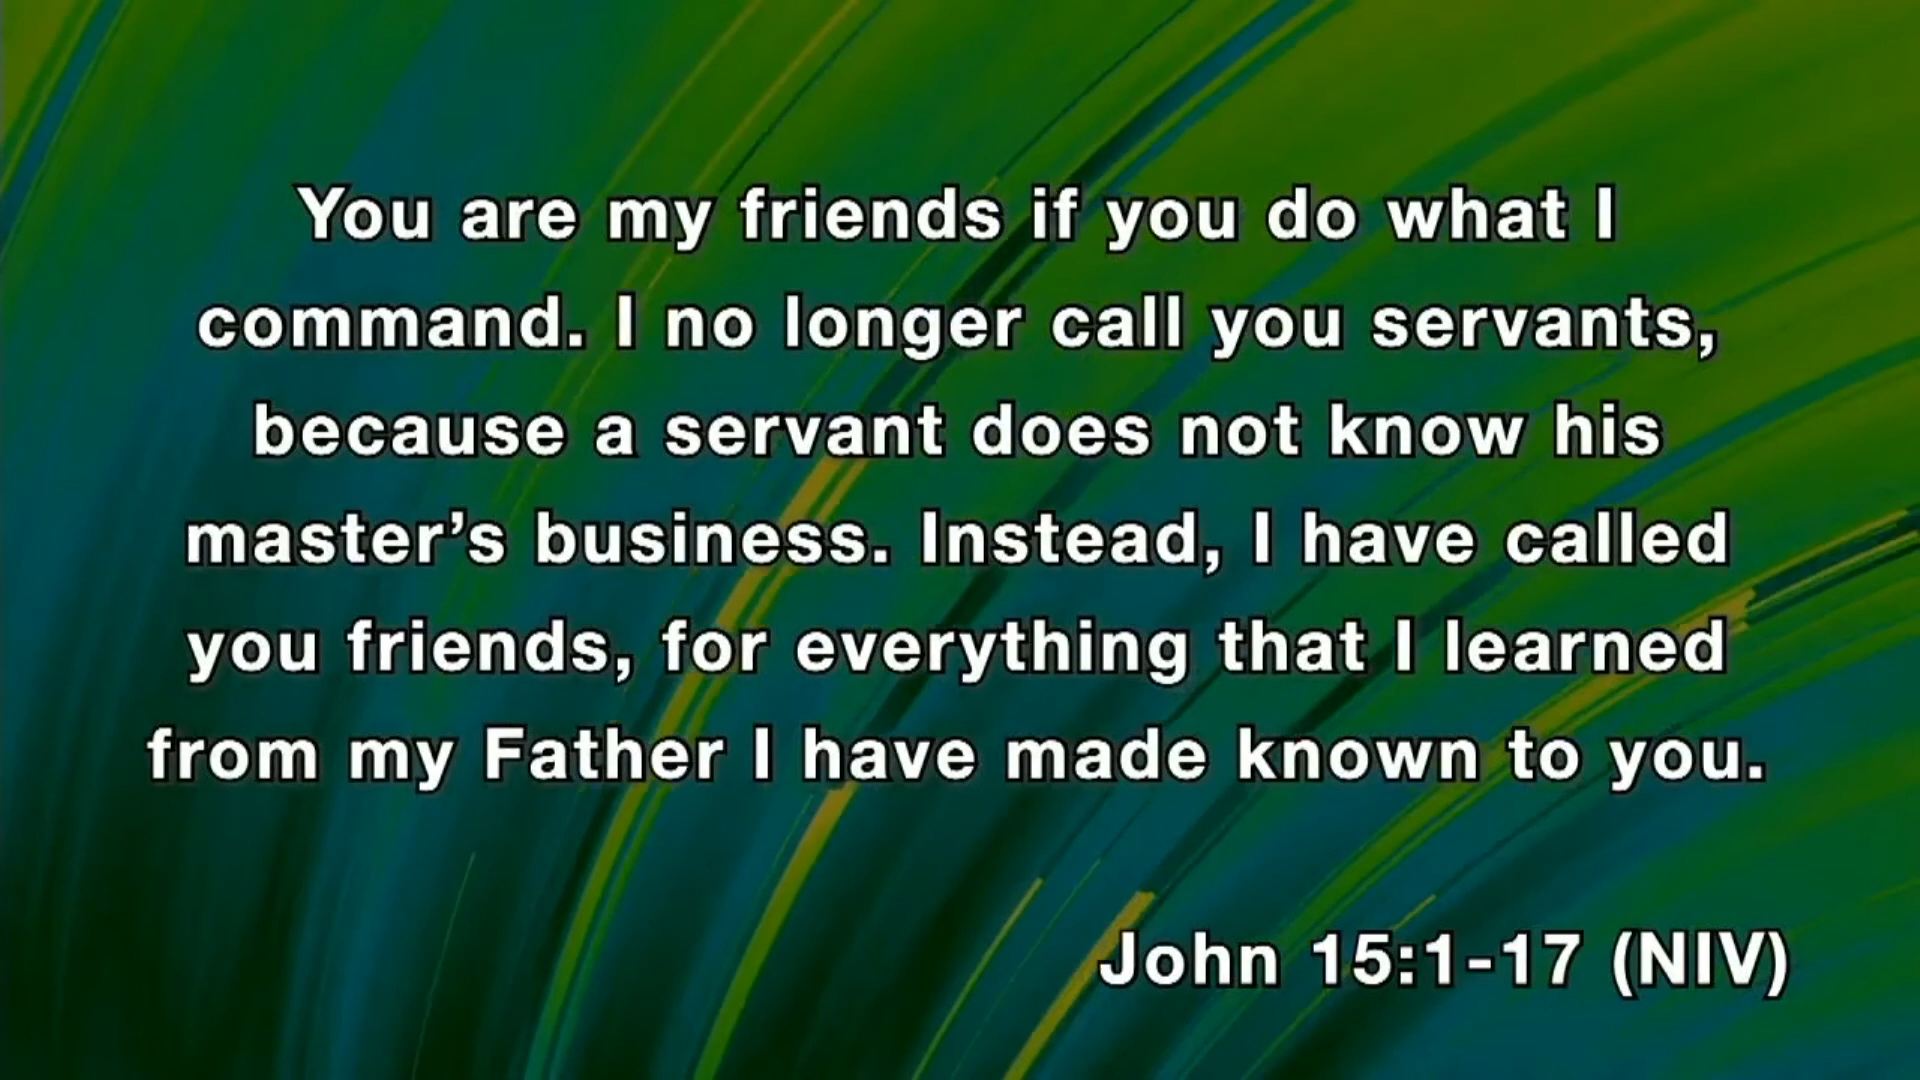 You are my friends if you do what I
command. I no longer call you servants,
because a servant does not know his
master’s business. Instead, I have called
you friends, for everything that I learned
from my Father I have made known to you.
John 15:1-17 (NIV)